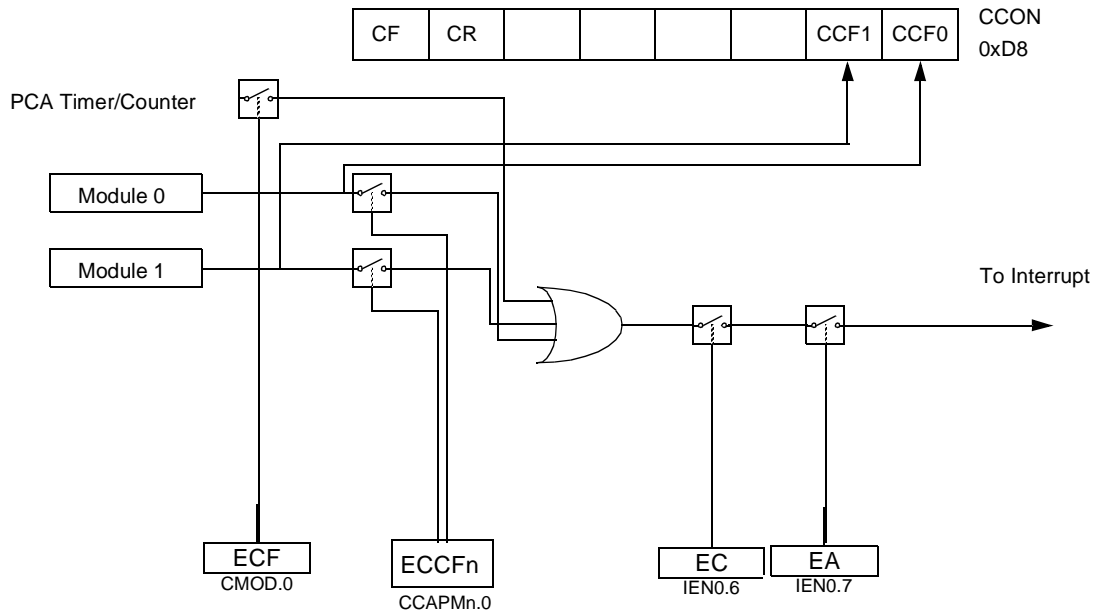 CF CR CCF1 CCF0
CCON
0xD8
PCA Timer/Counter
Module 0
Module 1
To Interrupt
ECF
CMOD.0
ECCFn
CCAPMn.0
EC
IEN0.6
EA
IEN0.7